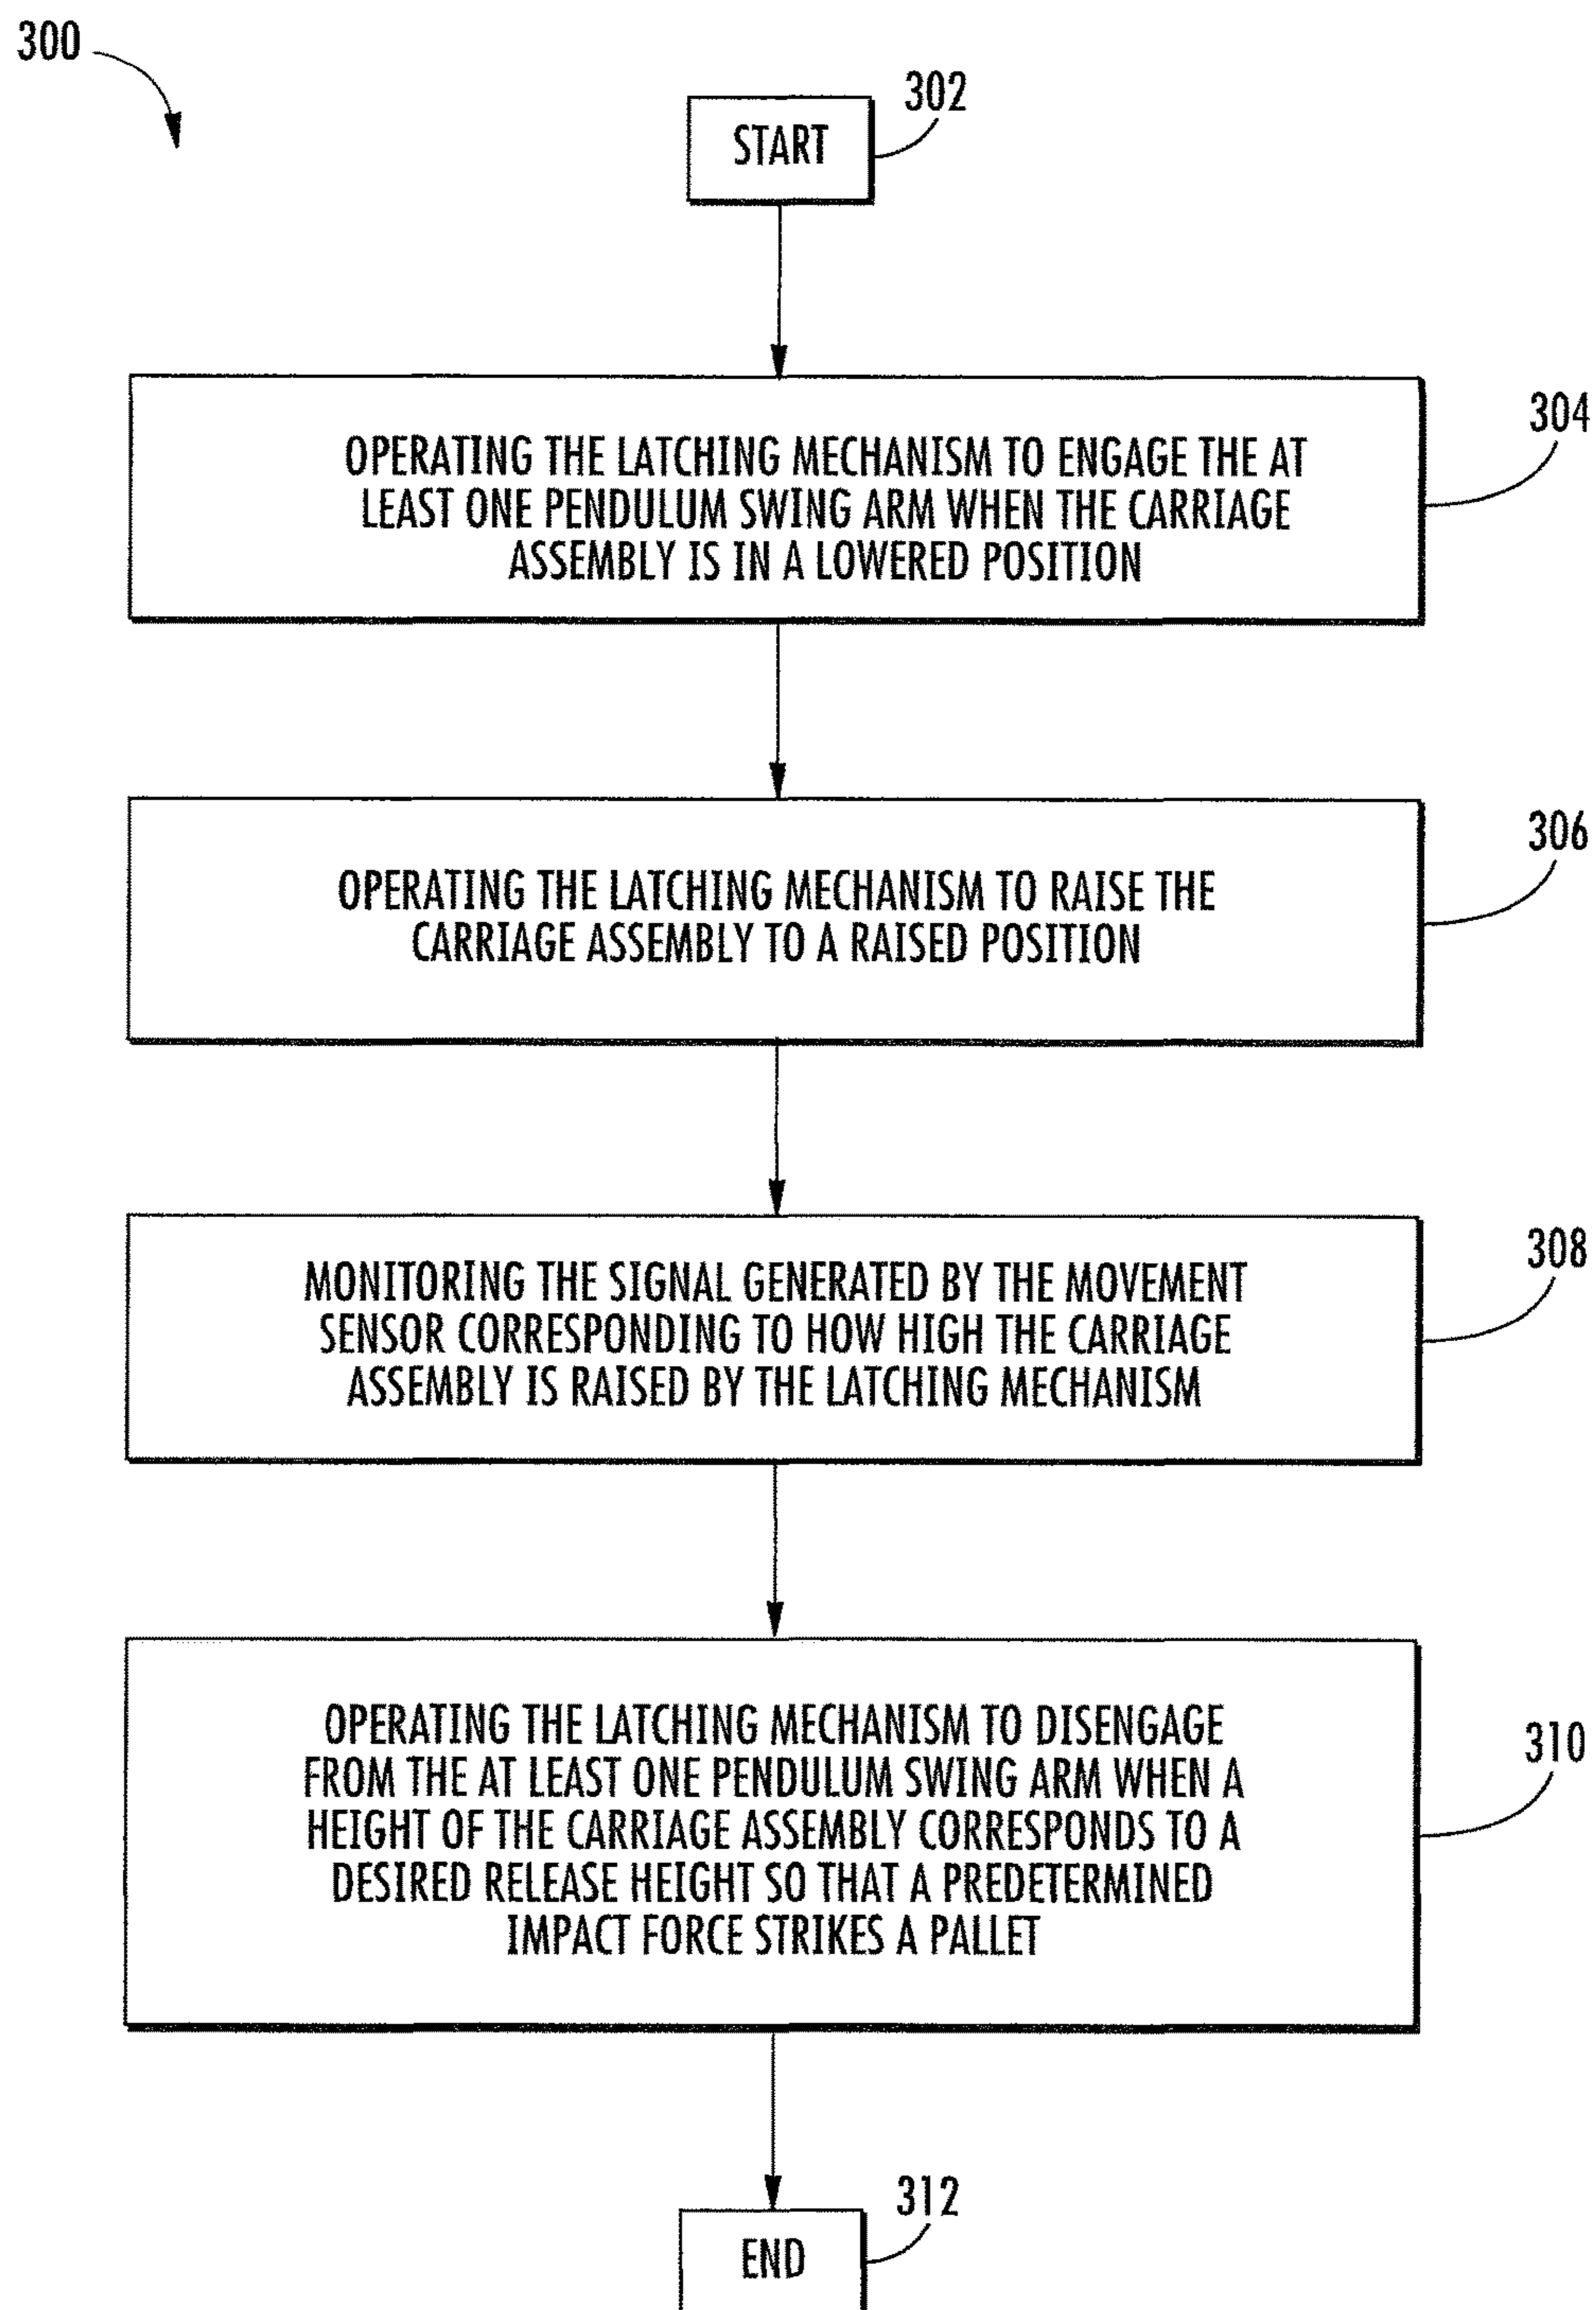 300
302
START
304
OPERATING THE LATCHING MECHANISM TO ENGAGE THE AT
LEAST ONE PENDULUM SWING ARM WHEN THE CARRIAGE
ASSEMBLY IS IN A LOWERED POSITION
306
OPERATING THE LATCHING MECHANISM TO RAISE THE
CARRIAGE ASSEMBLY TO A RAISED POSITION
308
MONITORING THE SIGNAL GENERATED BY THE MOVEMENT
SENSOR CORRESPONDING TO HOW HIGH THE CARRIAGE
ASSEMBLY IS RAISED BY THE LATCHING MECHANISM
310
OPERATING THE LATCHING MECHANISM TO DISENGAGE
FROM THE AT LEAST ONE PENDULUM SWING ARM WHEN A
HEIGHT OF THE CARRIAGE ASSEMBLY CORRESPONDS TO A
DESIRED RELEASE HEIGHT SO THAT A PREDETERMINED
IMPACT FORCE STRIKES A PALLET
312
END